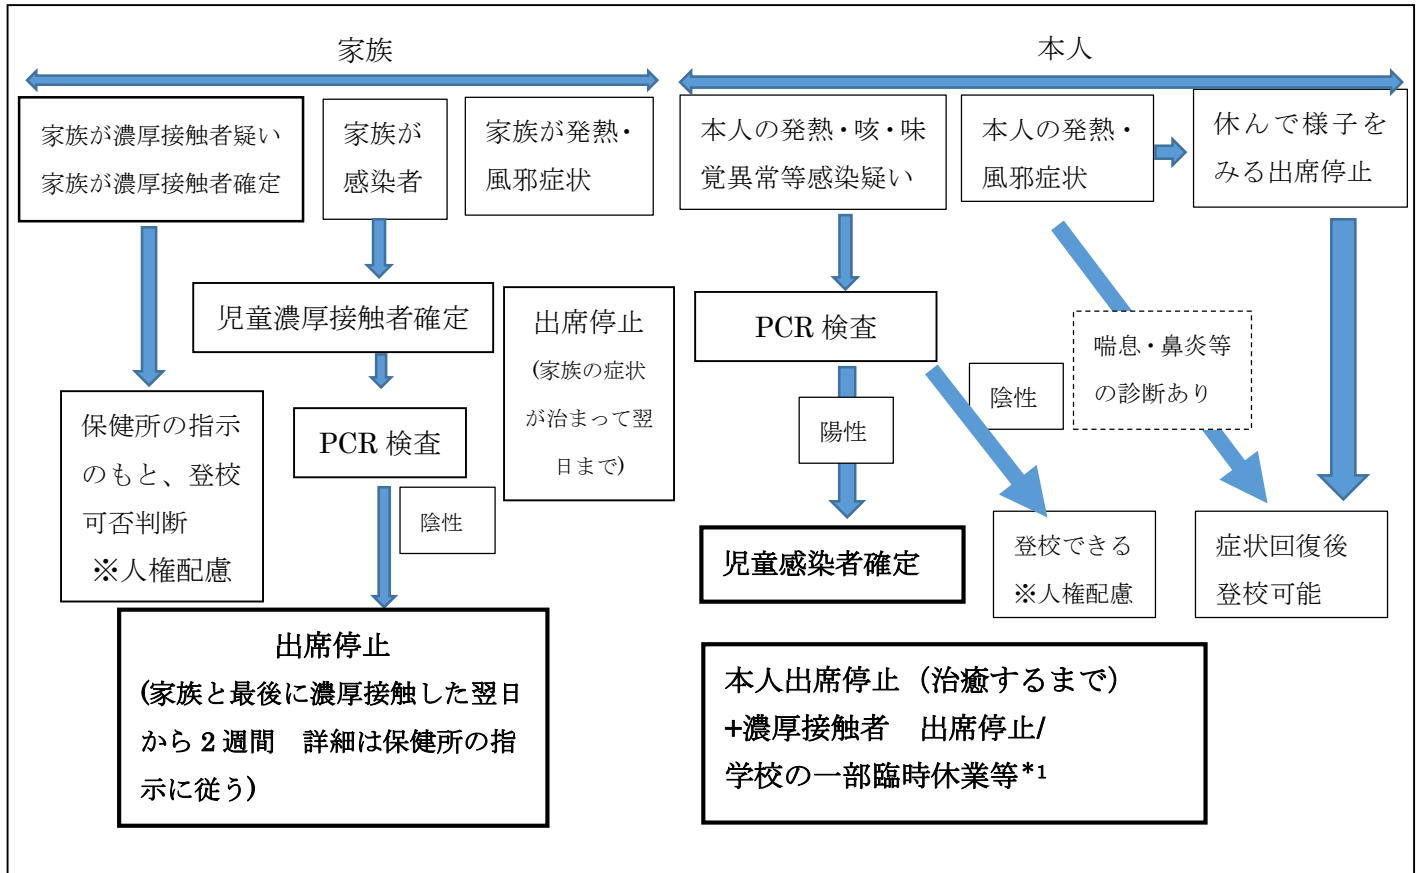 家族
本人
家族が濃厚接触者疑い
家族が濃厚接触者確定
家族が
感染者
家族が発熱・
風邪症状
本人の発熱・咳・味
覚異常等感染疑い
本人の発熱・
風邪症状
休んで様子を
みる出席停止
児童濃厚接触者確定
出席停止
(家族の症状
が治まって翌
日まで)
PCR 検査
喘息・鼻炎等
の診断あり
保健所の指示
のもと、登校
可否判断
※人権配慮
PCR 検査
陰性
陽性
陰性
児童感染者確定
登校できる
※人権配慮
症状回復後
登校可能
出席停止
(家族と最後に濃厚接触した翌日
から 2 週間　詳細は保健所の指
示に従う)
本人出席停止（治癒するまで）
+濃厚接触者　出席停止/
学校の一部臨時休業等*1